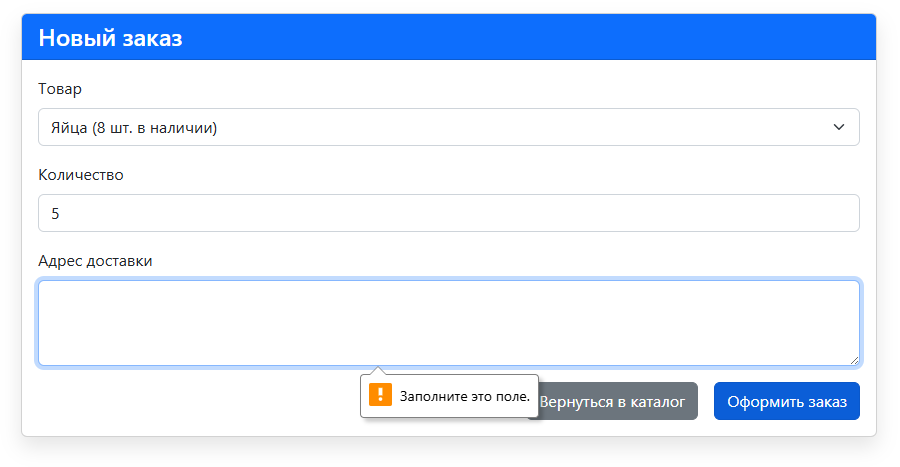 Новый заказ
Товар
Яйца (8 шт. в наличии)
Количество
5
Адрес доставки
Заполните это поле.
Вернуться в каталог
Оформить заказ